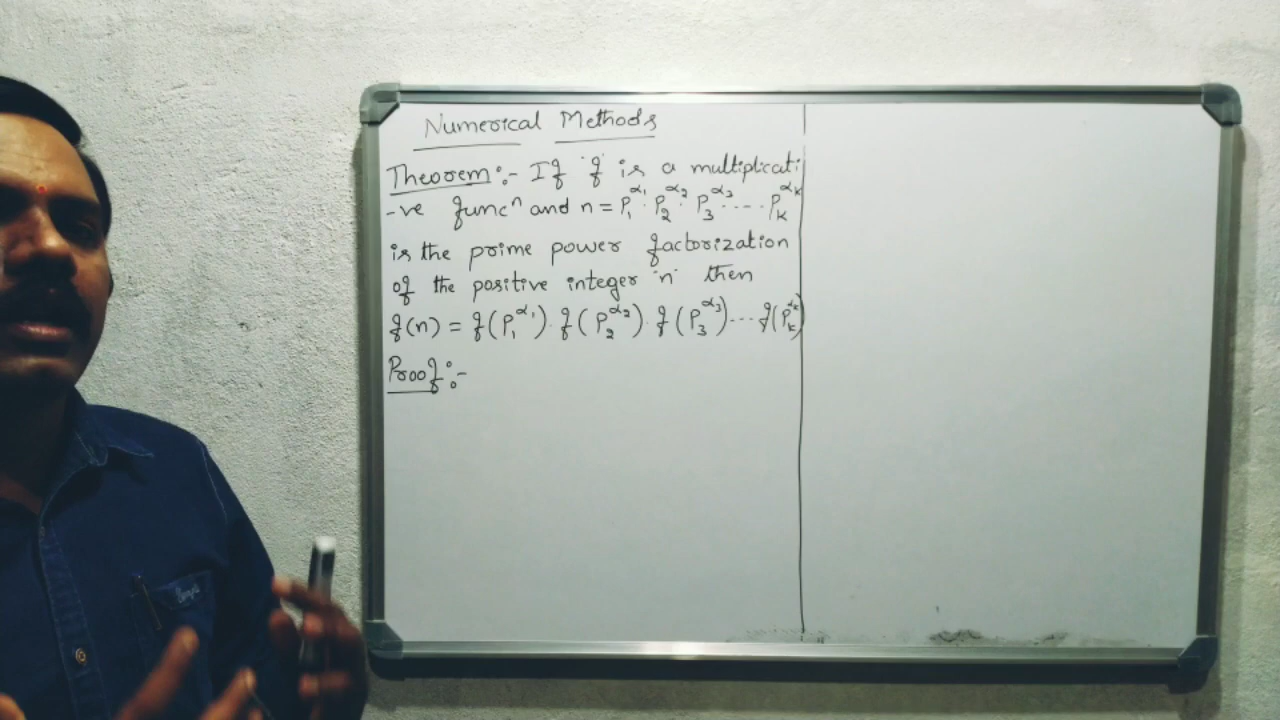 Numerical Methods
Theorem :- If 'f' is a multiplicati
-ve funcⁿ and n = P₁^α₁ · P₂^α₂ · P₃^α₃ ---- P_k^α_k
is the prime power factorization
of the positive integer 'n' then
f(n) = f(P₁^α₁) · f(P₂^α₂) · f(P₃^α₃) --- f(P_k^α_k)
Proof :-